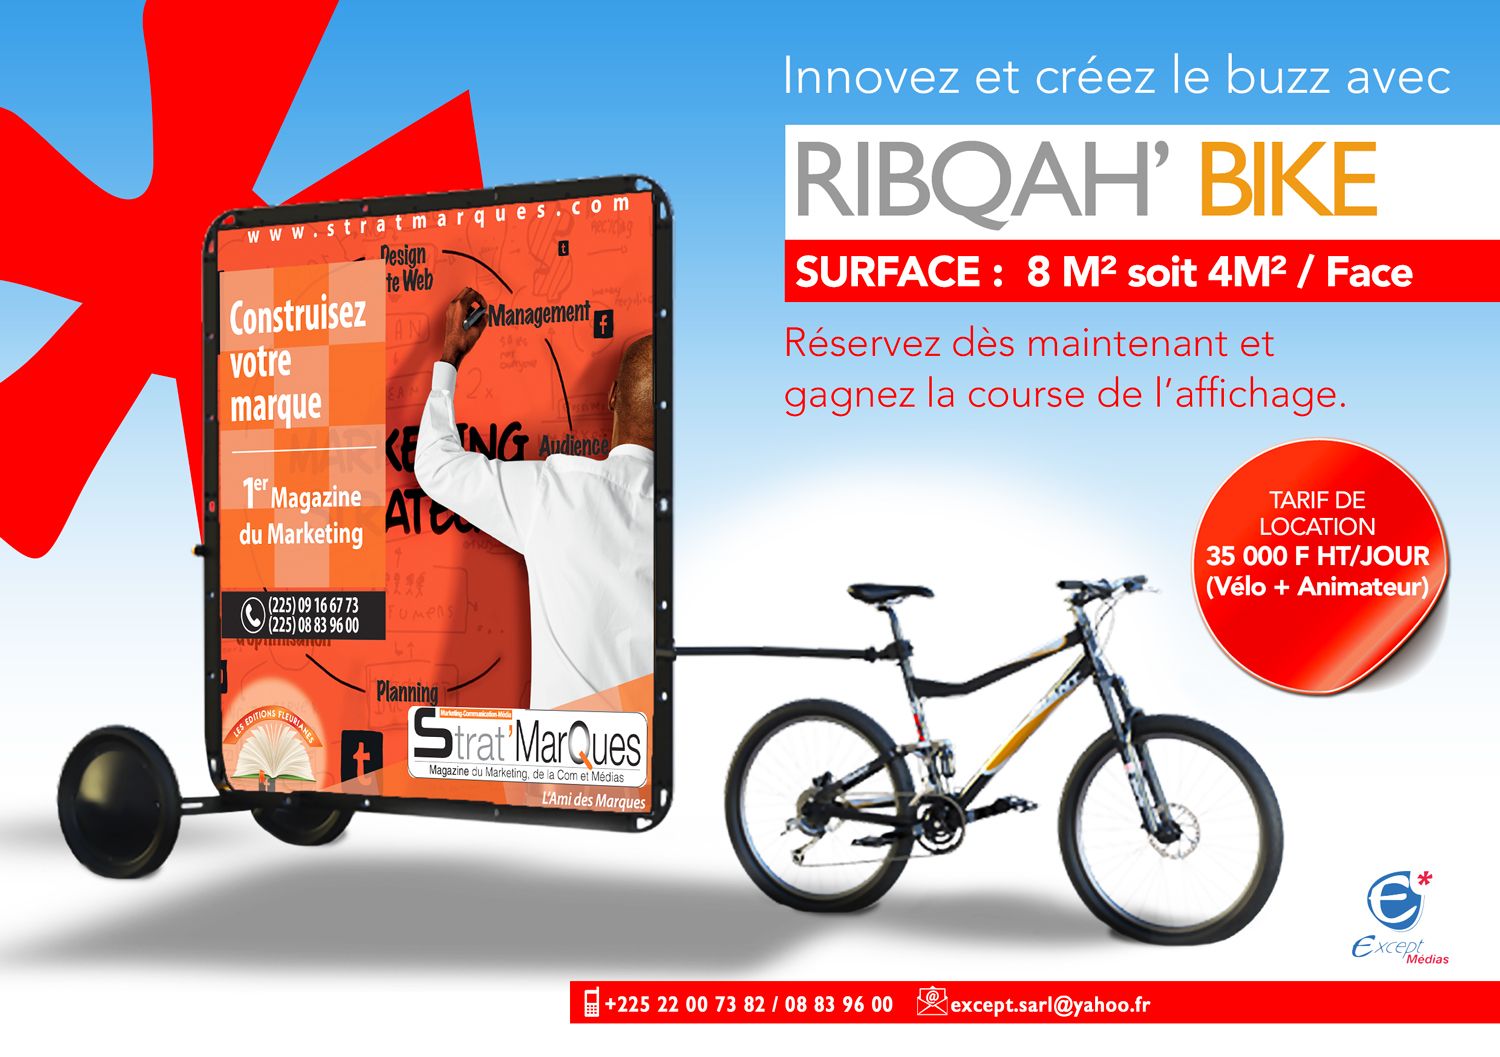 Innovez et créez le buzz avec
RIBQAH' BIKE
SURFACE : 8 M² soit 4M² / Face
Réservez dès maintenant et
gagnez la course de l'affichage.
TARIF DE
LOCATION
35 000 F HT/JOUR
(Vélo + Animateur)
www.stratmarques.com
Design
te Web
Management
Construisez
votre
marque
MARKETING
Audience
1er Magazine
du Marketing
(225) 09 16 67 73
(225) 08 83 96 00
Planning
LES EDITIONS FLEURIANES
Marketing-Communication-Média
Strat'MarQues
Magazine du Marketing, de la Com et Médias
L'Ami des Marques
Except
Médias
+225 22 00 73 82 / 08 83 96 00
except.sarl@yahoo.fr